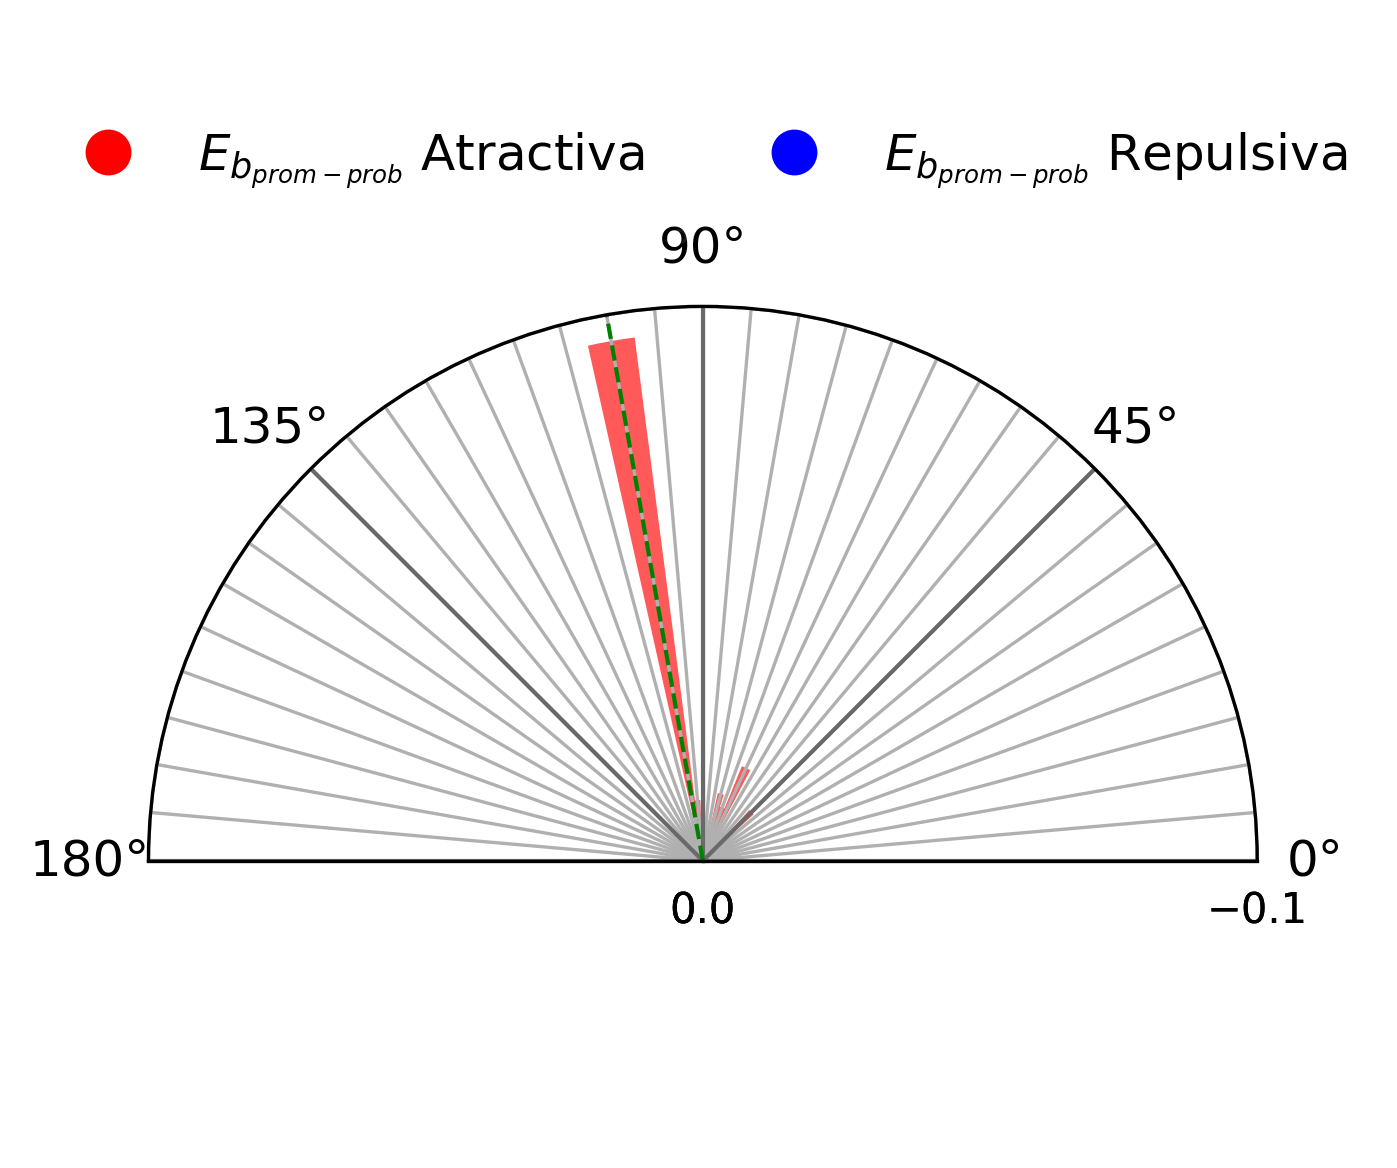 E_{b_{prom-prob}} Atractiva E_{b_{prom-prob}} Repulsiva
90°
135° 45°
180° 0°
0.0 −0.1